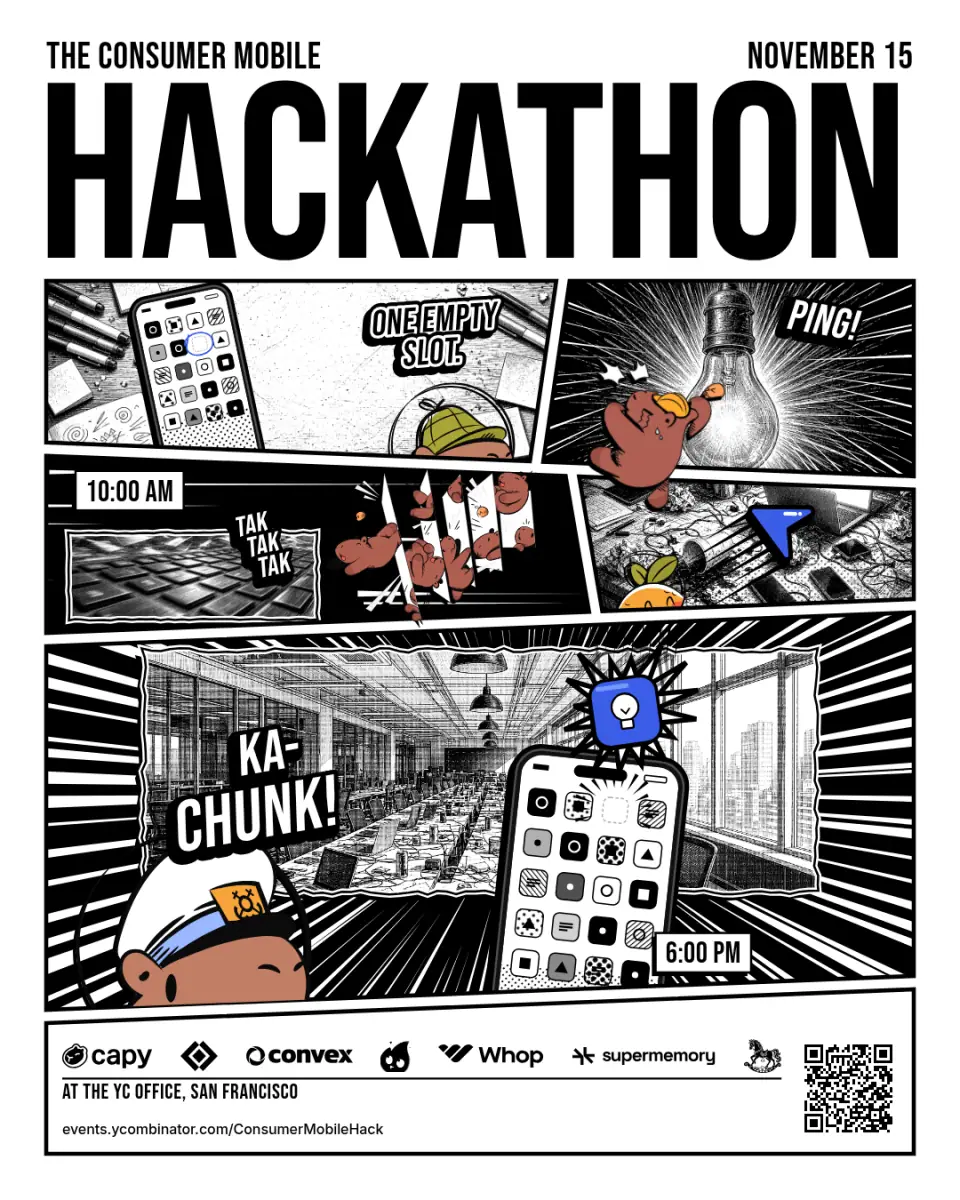 THE CONSUMER MOBILE
NOVEMBER 15
HACKATHON
ONE EMPTY
SLOT.
PING!
10:00 AM
TAK
TAK
TAK
KA-
CHUNK!
6:00 PM
capy
convex
Whop
supermemory
AT THE YC OFFICE, SAN FRANCISCO
events.ycombinator.com/ConsumerMobileHack